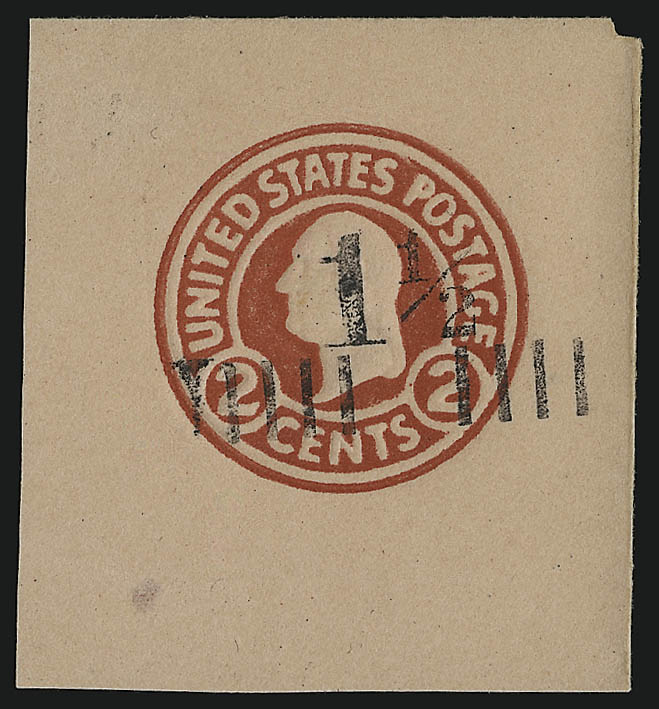 UNITED STATES POSTAGE
1 1/2
2 CENTS 2